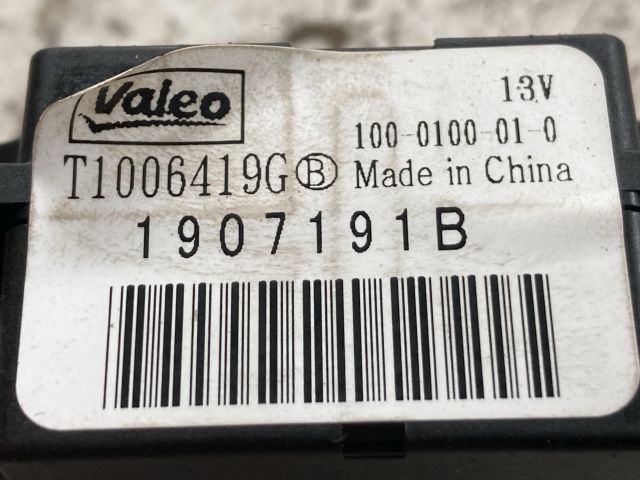 Valeo
13V
100-0100-01-0
T1006419G Ⓑ Made in China
1907191B